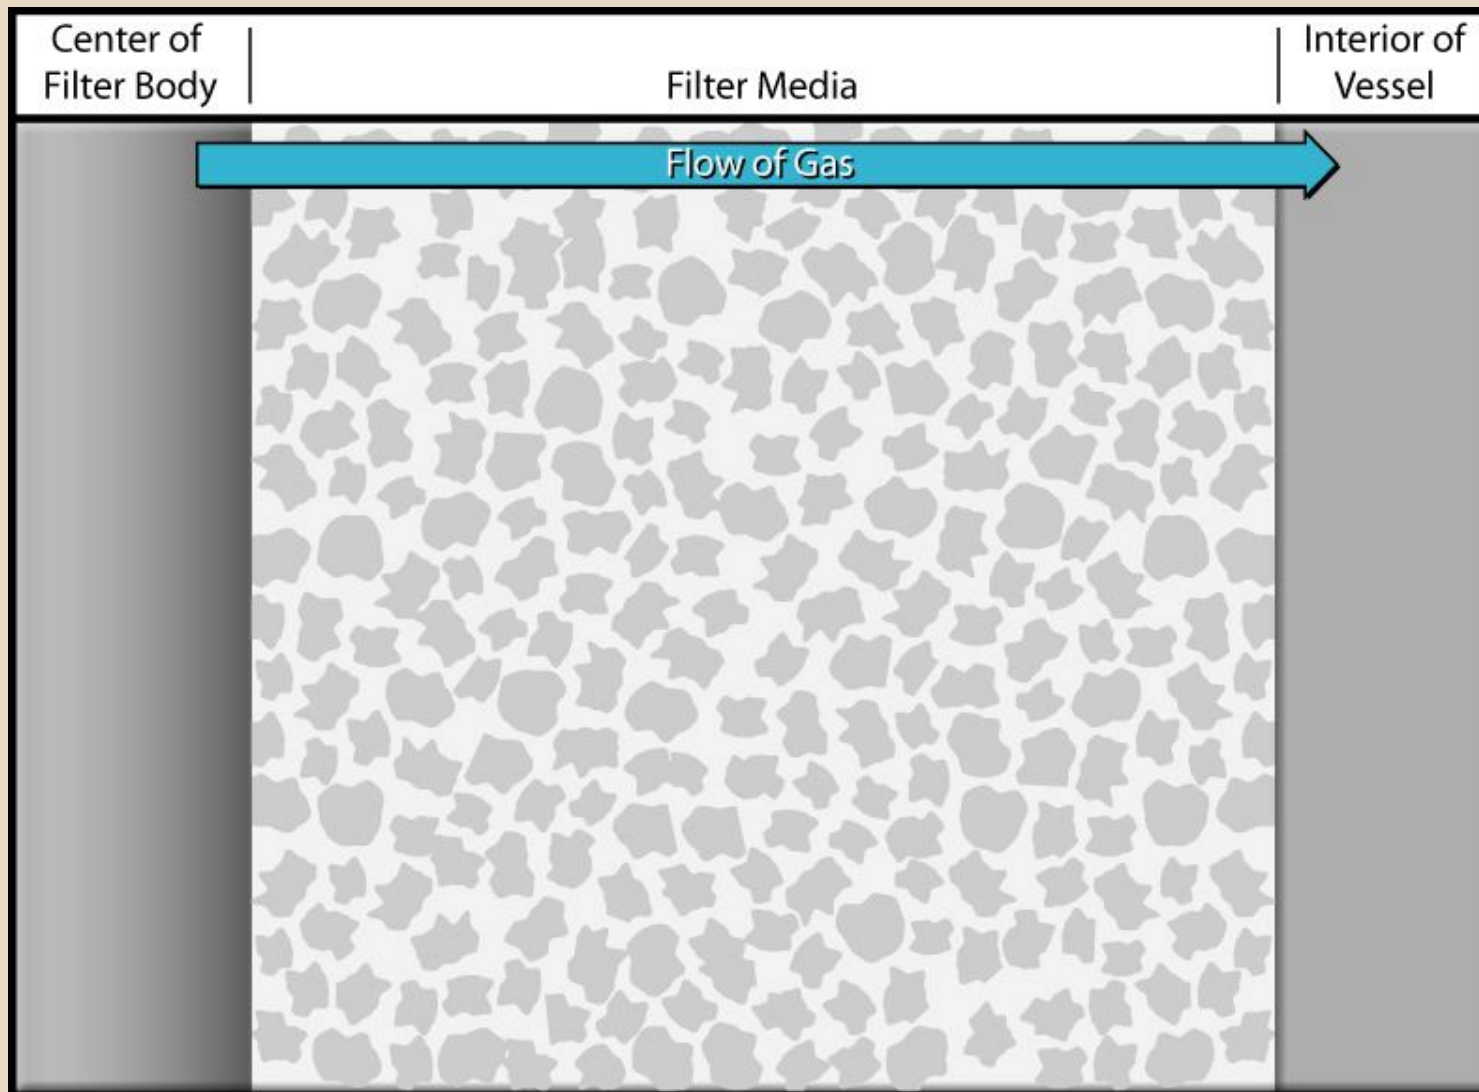 Center of
Filter Body
Filter Media
Interior of
Vessel
Flow of Gas